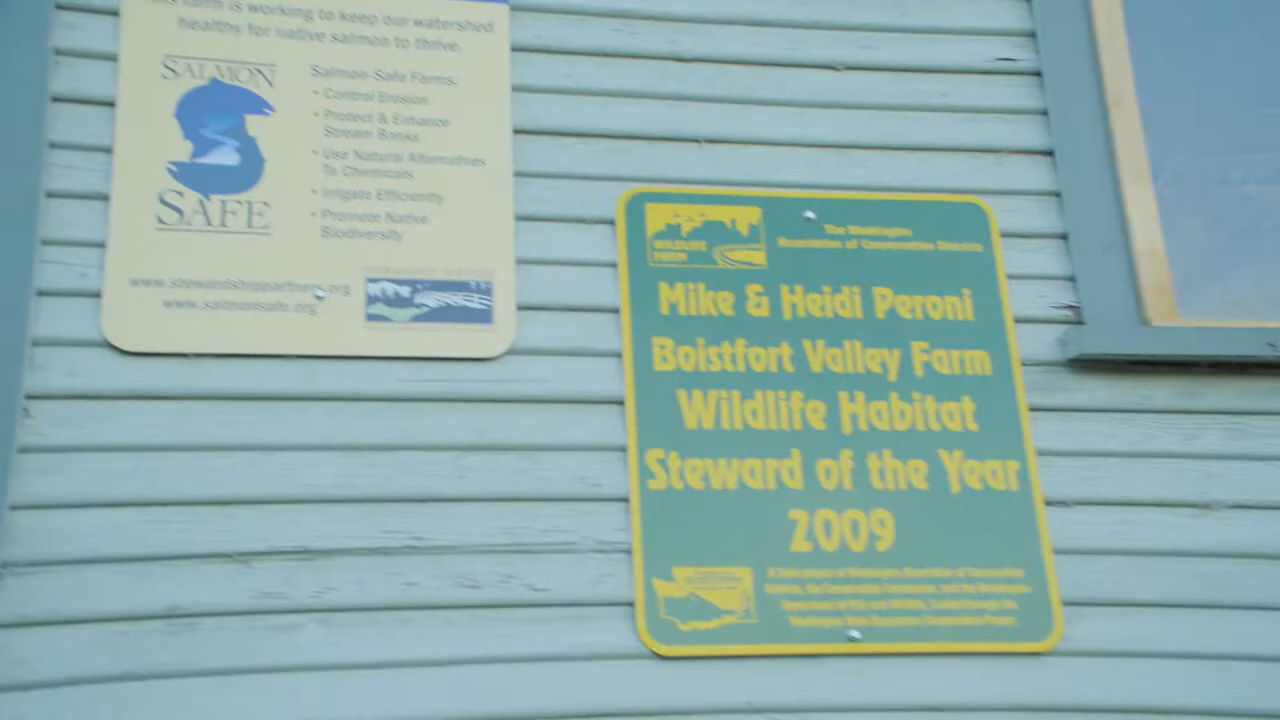 This farm is working to keep our watershed
healthy for native salmon to thrive.
SALMON
SAFE
Salmon-Safe Farms:
• Control Erosion
• Protect & Enhance
Stream Banks
• Use Natural Alternatives
To Chemicals
• Irrigate Efficiently
• Promote Native
Biodiversity
www.stewardshippartners.org
www.salmonsafe.org
WILDLIFE
FARM
The Washington
Association of Conservation Districts
Mike & Heidi Peroni
Boistfort Valley Farm
Wildlife Habitat
Steward of the Year
2009